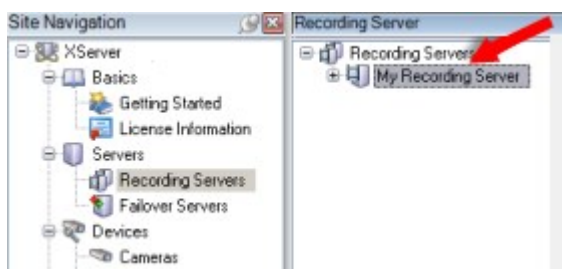 Site Navigation
XServer
Basics
Getting Started
License Information
Servers
Recording Servers
Failover Servers
Devices
Cameras
Recording Server
Recording Servers
My Recording Server